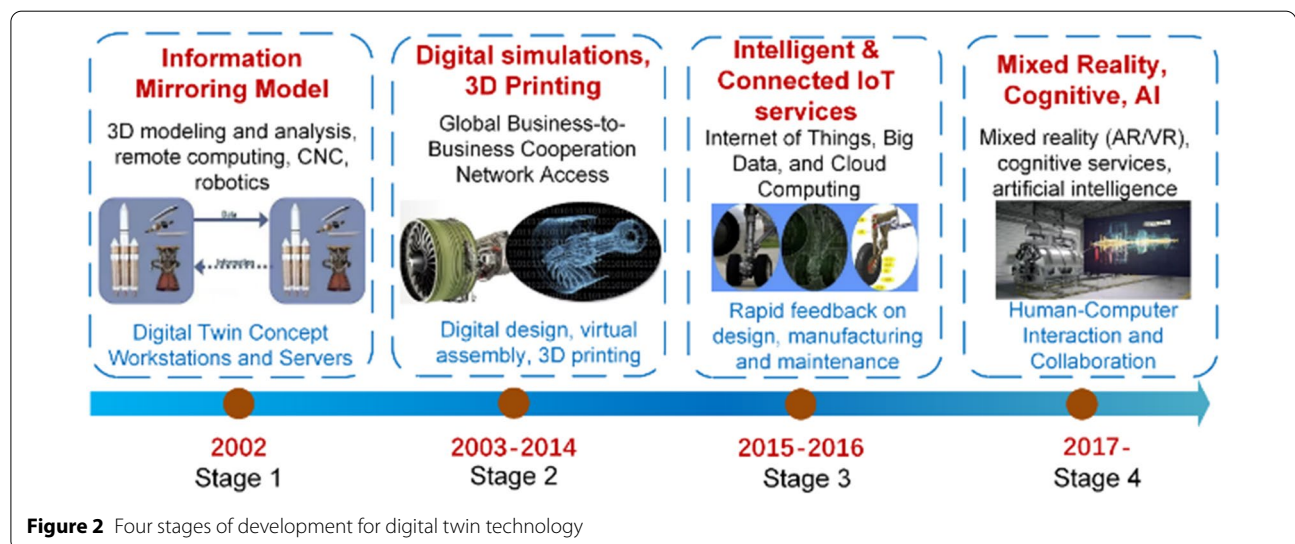 Information
Mirroring Model
3D modeling and analysis,
remote computing, CNC,
robotics
Data
Information
Digital Twin Concept
Workstations and Servers
Digital simulations,
3D Printing
Global Business-to-
Business Cooperation
Network Access
Digital design, virtual
assembly, 3D printing
Intelligent &
Connected IoT
services
Internet of Things, Big
Data, and Cloud
Computing
Rapid feedback on
design, manufacturing
and maintenance
Mixed Reality,
Cognitive, AI
Mixed reality (AR/VR),
cognitive services,
artificial intelligence
Human-Computer
Interaction and
Collaboration
2002
Stage 1
2003-2014
Stage 2
2015-2016
Stage 3
2017-
Stage 4
Figure 2 Four stages of development for digital twin technology